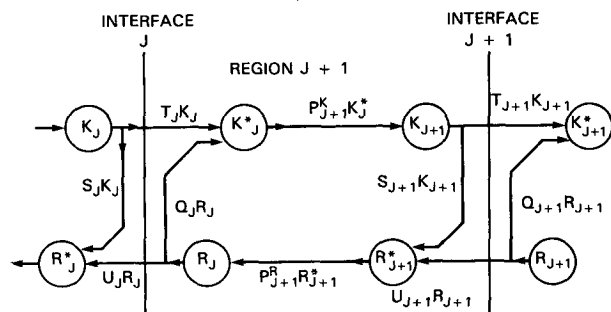 INTERFACE
J
INTERFACE
J + 1
REGION J + 1
K_J
T_J K_J
K*_J
P^K_{J+1} K*_J
K_{J+1}
T_{J+1} K_{J+1}
K*_{J+1}
S_J K_J
Q_J R_J
S_{J+1} K_{J+1}
Q_{J+1} R_{J+1}
R*_J
U_J R_J
R_J
P^R_{J+1} R*_{J+1}
R*_{J+1}
U_{J+1} R_{J+1}
R_{J+1}